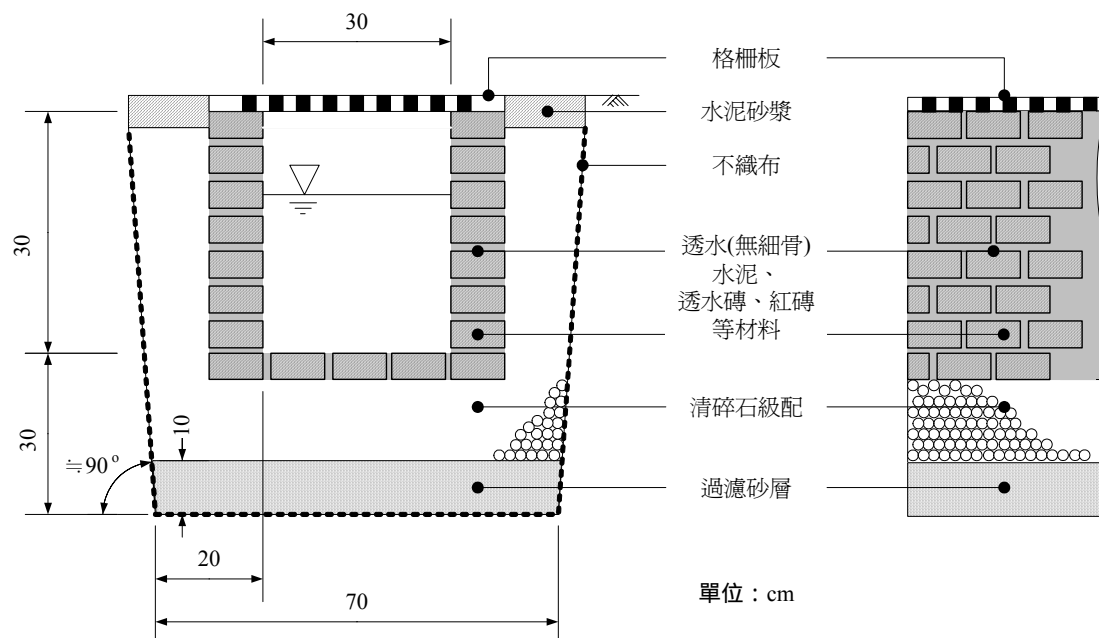 30
格柵板
水泥砂漿
不織布
30
透水(無細骨)
水泥、
透水磚、紅磚
等材料
清碎石級配
10
30
≒90°
過濾砂層
20
70
單位：cm